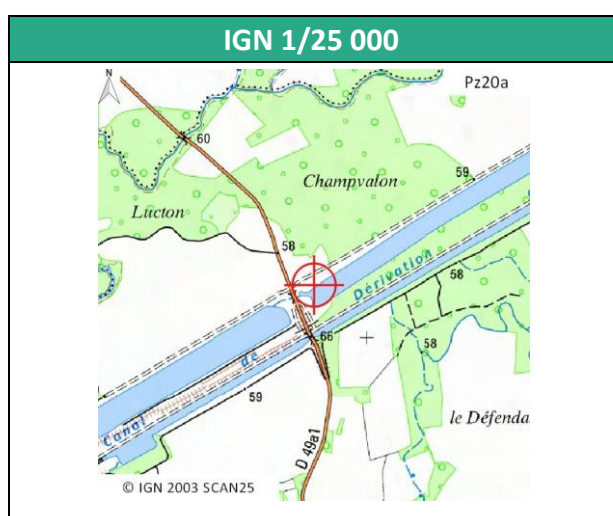 IGN 1/25 000
N
Pz20a
60
59
Champvalon
Lucton
58
Dérivation
58
66
58
de
59
Canal
le Défenda
D 49a1
© IGN 2003 SCAN25